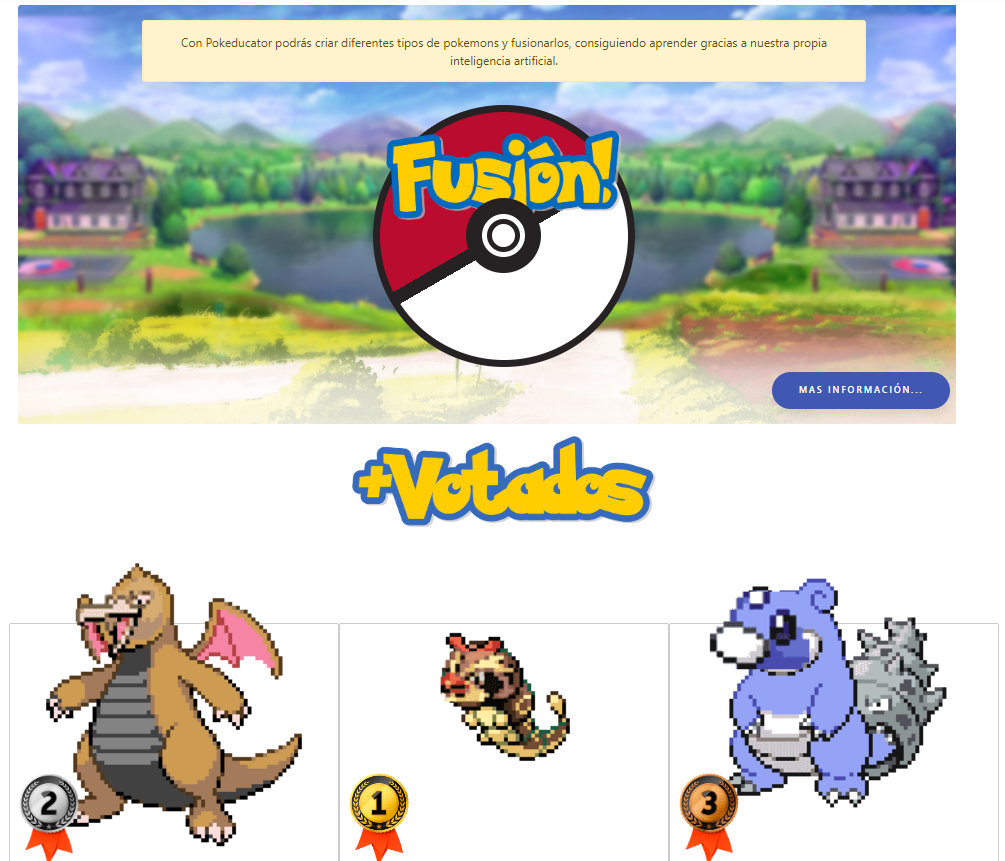 Con Pokeducator podrás criar diferentes tipos de pokemons y fusionarlos, consiguiendo aprender gracias a nuestra propia
inteligencia artificial.
Fusión!
MAS INFORMACIÓN...
+Votados
2
1
3